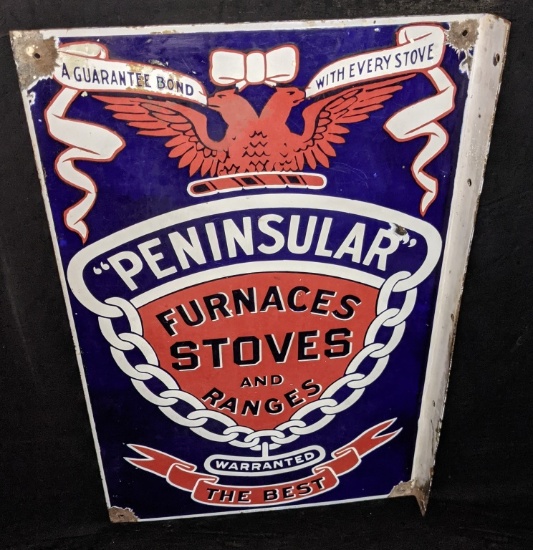 A GUARANTEE BOND WITH EVERY STOVE
"PENINSULAR"
FURNACES
STOVES
AND
RANGES
WARRANTED
THE BEST